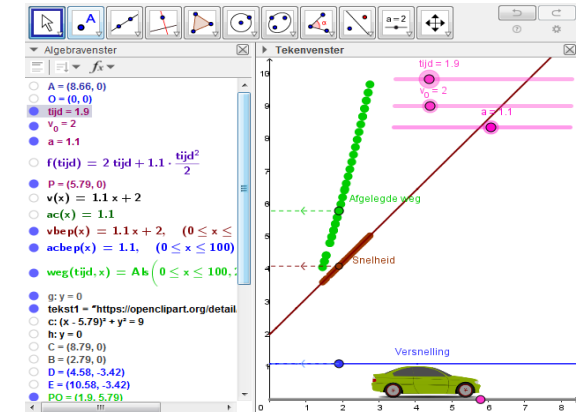 A
a = 2
Algebravenster
Tekenvenster
fx
A = (8.66, 0)
O = (0, 0)
tijd = 1.9
v0 = 2
a = 1.1
f(tijd) = 2 tijd + 1.1 · tijd²/2
P = (5.79, 0)
v(x) = 1.1 x + 2
ac(x) = 1.1
vbep(x) = 1.1 x + 2, (0 ≤ x ≤
acbep(x) = 1.1, (0 ≤ x ≤ 100)
weg(tijd, x) = Als(0 ≤ x ≤ 100,
g: y = 0
tekst1 = "https://openclipart.org/detail
c: (x - 5.79)² + y² = 9
h: y = 0
C = (8.79, 0)
B = (2.79, 0)
D = (4.58, -3.42)
E = (10.58, -3.42)
PO = (1.9, 5.79)
tijd = 1.9
v0 = 2
a = 1.1
Afgelegde weg
Snelheid
Versnelling
10
9
8
7
6
5
4
3
2
1
0 1 2 3 4 5 6 7 8